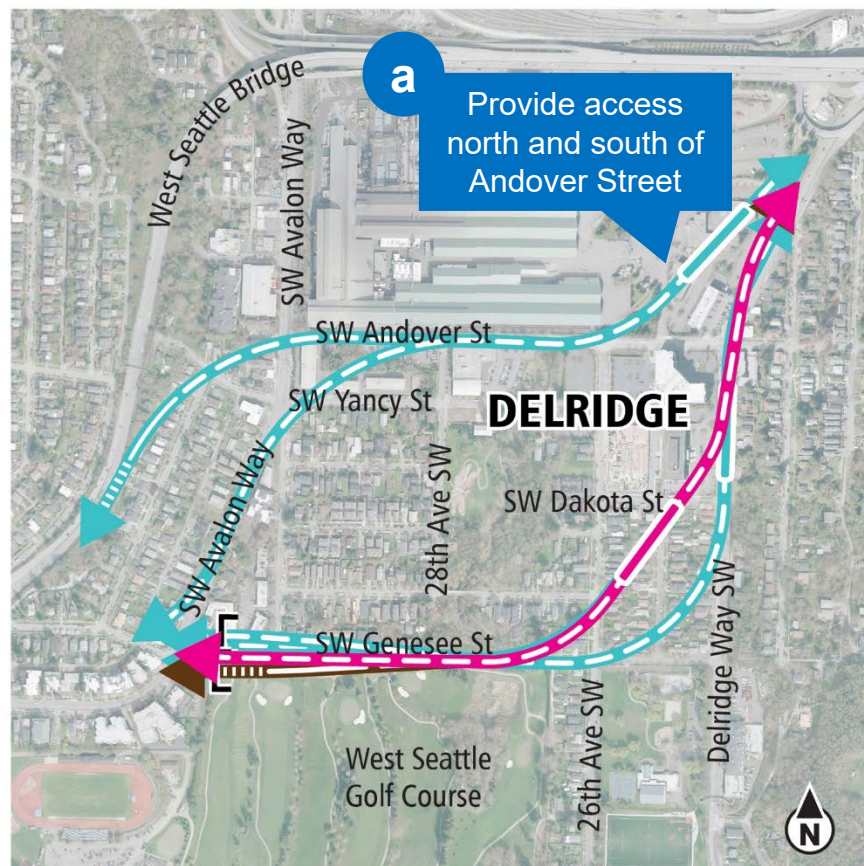 a
Provide access
north and south of
Andover Street
West Seattle Bridge
SW Avalon Way
SW Andover St
SW Yancy St
DELRIDGE
SW Avalon Way
28th Ave SW
SW Dakota St
SW Genesee St
Delridge Way SW
26th Ave SW
West Seattle
Golf Course
N